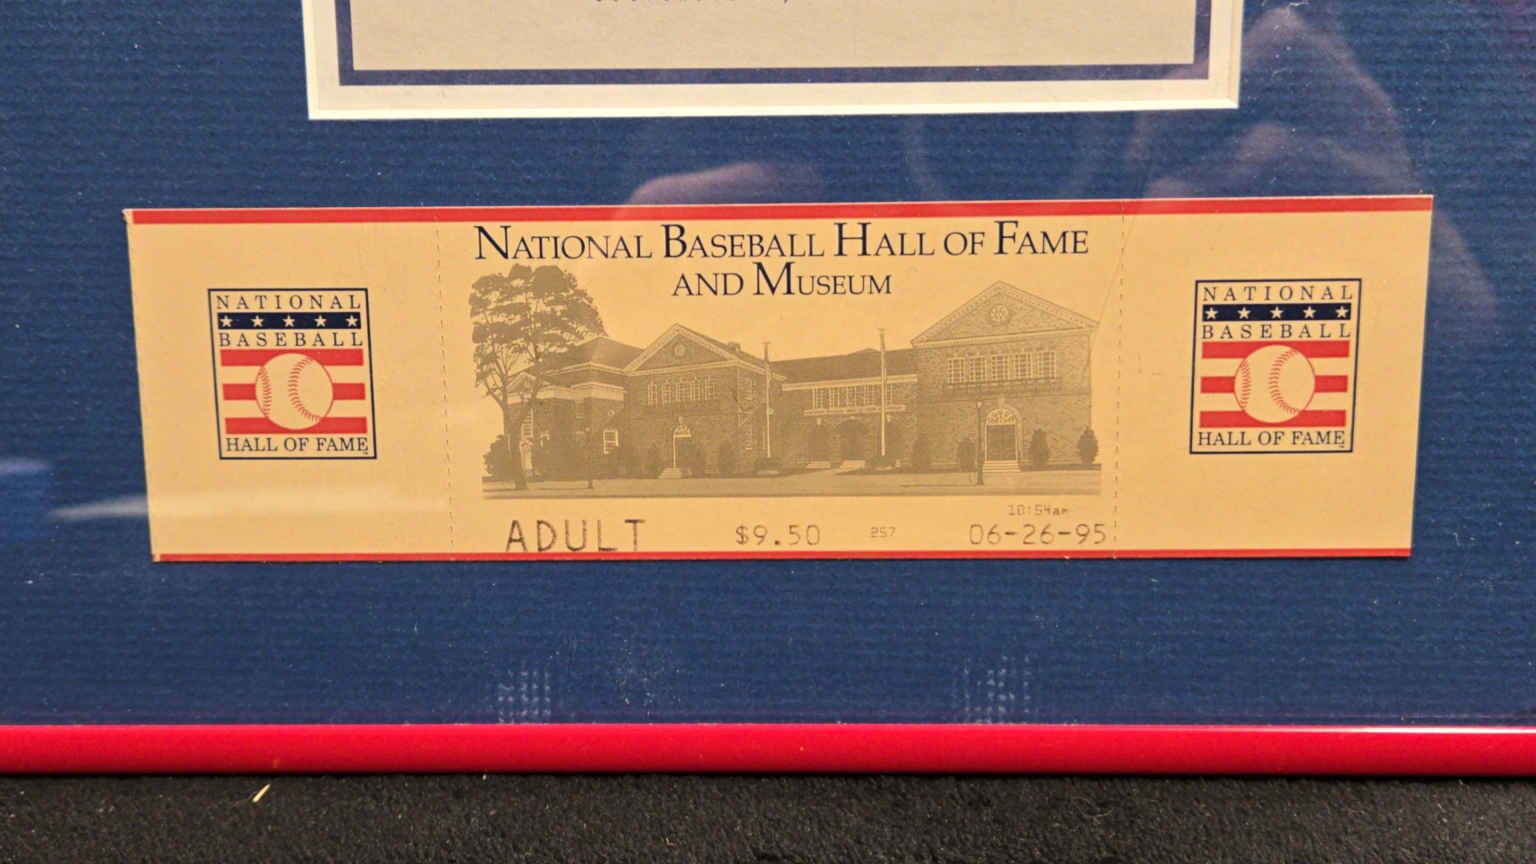 NATIONAL BASEBALL HALL OF FAME
AND MUSEUM
NATIONAL
BASEBALL
HALL OF FAME
NATIONAL
BASEBALL
HALL OF FAME
10:54am
ADULT $9.50 257 06-26-95